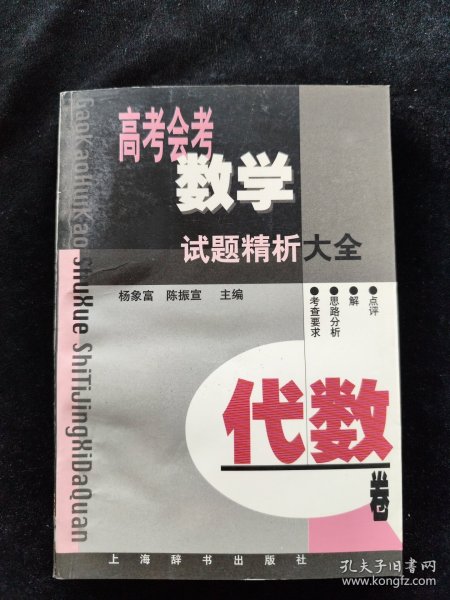 高考会考
数学
试题精析大全
杨象富 陈振宣 主编
●点评
●解
●思路分析
●考查要求
代数
卷
上海辞书出版社
GaoKaoHuiKao ShuXue ShiTiJingXiDaQuan
孔夫子旧书网
www.kongfz.com